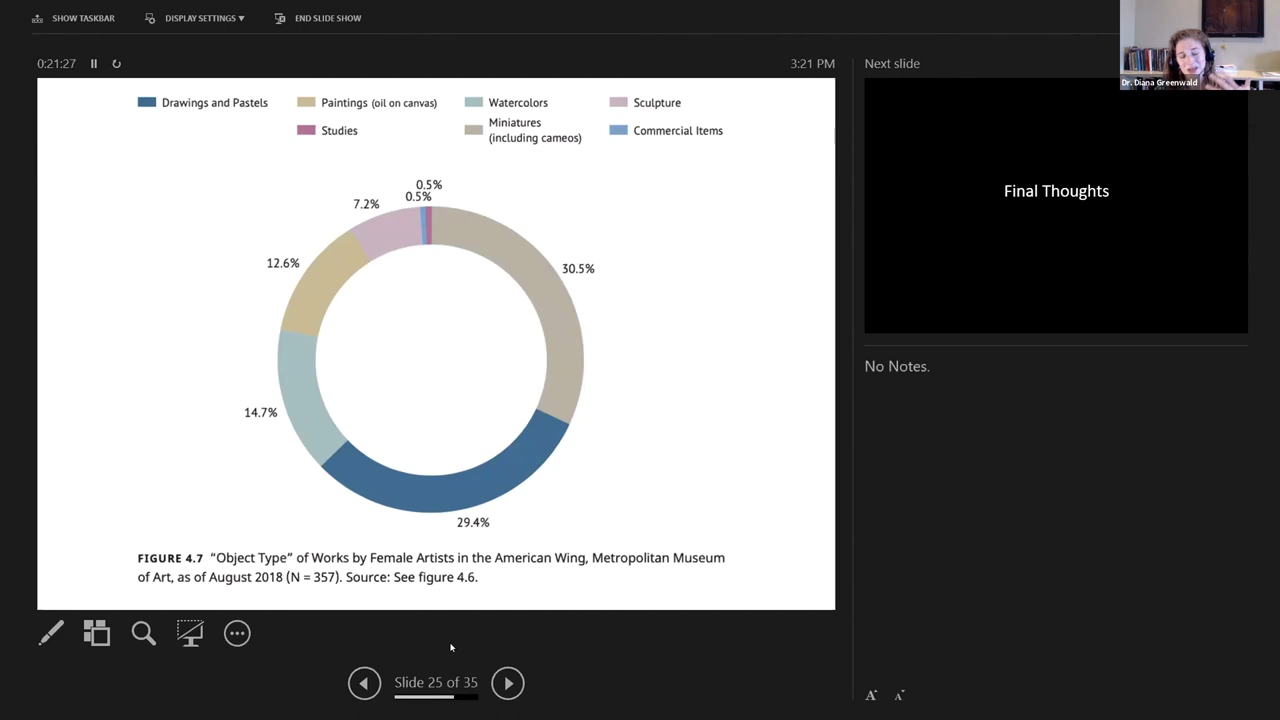 SHOW TASKBAR
DISPLAY SETTINGS ▼
END SLIDE SHOW
0:21:27
3:21 PM
Next slide
Dr. Diana Greenwald
Drawings and Pastels
Paintings (oil on canvas)
Watercolors
Sculpture
Studies
Miniatures
(including cameos)
Commercial Items
0.5%
0.5%
7.2%
12.6%
30.5%
14.7%
29.4%
FIGURE 4.7 “Object Type” of Works by Female Artists in the American Wing, Metropolitan Museum
of Art, as of August 2018 (N = 357). Source: See figure 4.6.
Final Thoughts
No Notes.
Slide 25 of 35
A A